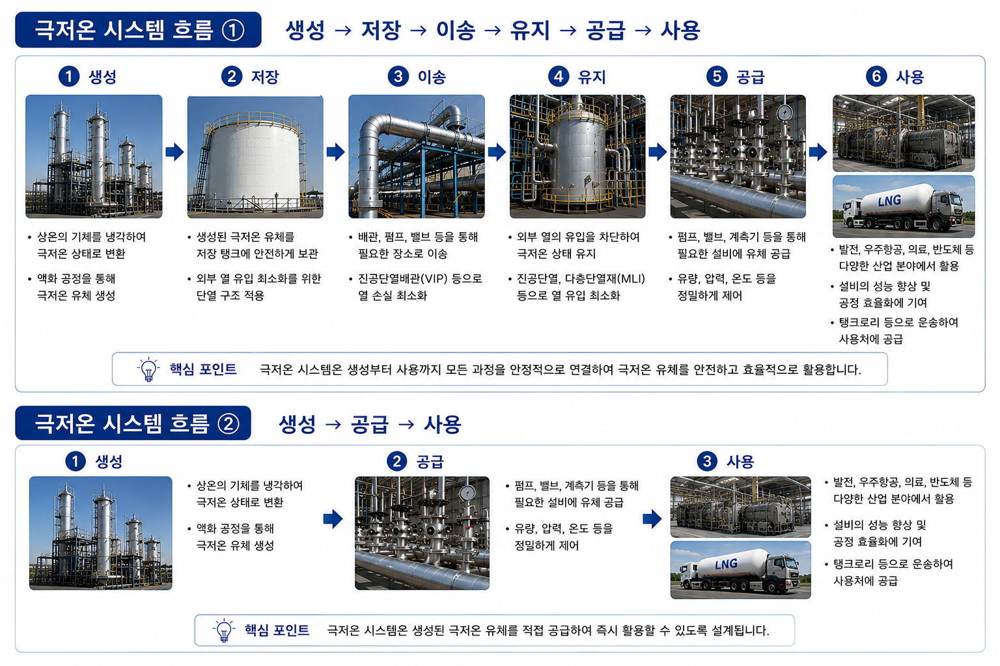 극저온 시스템 흐름 ①
생성 → 저장 → 이송 → 유지 → 공급 → 사용
1 생성
상온의 기체를 냉각하여
극저온 상태로 변환
액화 공정을 통해
극저온 유체 생성
2 저장
생성된 극저온 유체를
저장 탱크에 안전하게 보관
외부 열 유입 최소화를 위한
단열 구조 적용
3 이송
배관, 펌프, 밸브 등을 통해
필요한 장소로 이송
진공단열배관(VIP) 등으로
열 손실 최소화
4 유지
외부 열의 유입을 차단하여
극저온 상태 유지
진공단열, 다층단열재(MLI)
등으로 열 유입 최소화
5 공급
펌프, 밸브, 계측기 등을 통해
필요한 설비에 유체 공급
유량, 압력, 온도 등을
정밀하게 제어
6 사용
LNG
발전, 우주항공, 의료, 반도체 등
다양한 산업 분야에서 활용
설비의 성능 향상 및
공정 효율화에 기여
탱크로리 등으로 운송하여
사용처에 공급
핵심 포인트
극저온 시스템온 생성부터 사용까지 모든 과정을 안정적으로 연결하여 극저온 유체를 안전하고 효율적으로 활용합니다.
극저온 시스템 흐름 ②
생성 → 공급 → 사용
1 생성
상온의 기체를 냉각하여
극저온 상태로 변환
액화 공정을 통해
극저온 유체 생성
2 공급
펌프, 밸브, 계측기 등을 통해
필요한 설비에 유체 공급
유량, 압력, 온도 등을
정밀하게 제어
3 사용
LNG
발전, 우주항공, 의료, 반도체 등
다양한 산업 분야에서 활용
설비의 성능 향상 및
공정 효율화에 기여
탱크로리 등으로 운송하여
사용처에 공급
핵심 포인트
극저온 시스템온 생성된 극저온 유체를 직접 공급하여 즉시 활용할 수 있도록 설계됩니다.